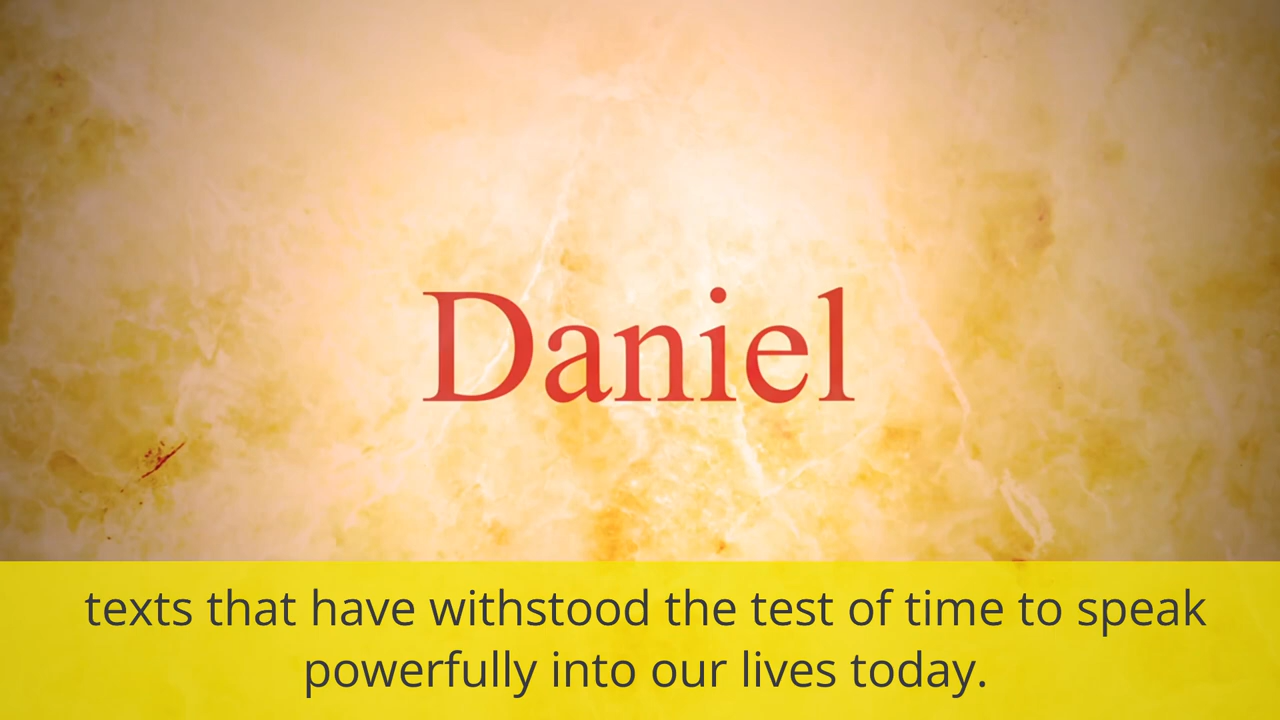 Daniel
texts that have withstood the test of time to speak
powerfully into our lives today.